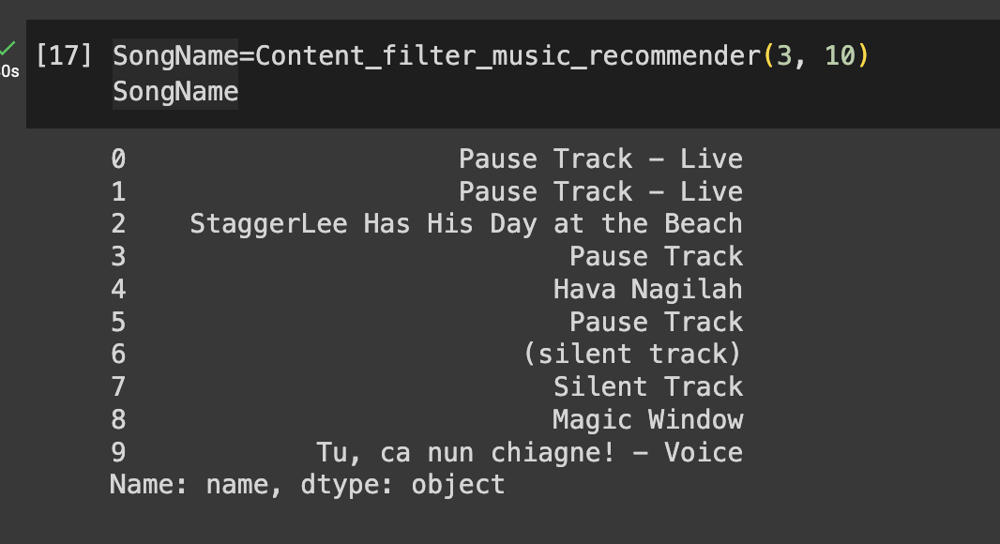 [17] SongName=Content_filter_music_recommender(3, 10)
0s
SongName
0 Pause Track - Live
1 Pause Track - Live
2 StaggerLee Has His Day at the Beach
3 Pause Track
4 Hava Nagilah
5 Pause Track
6 (silent track)
7 Silent Track
8 Magic Window
9 Tu, ca nun chiagne! - Voice
Name: name, dtype: object